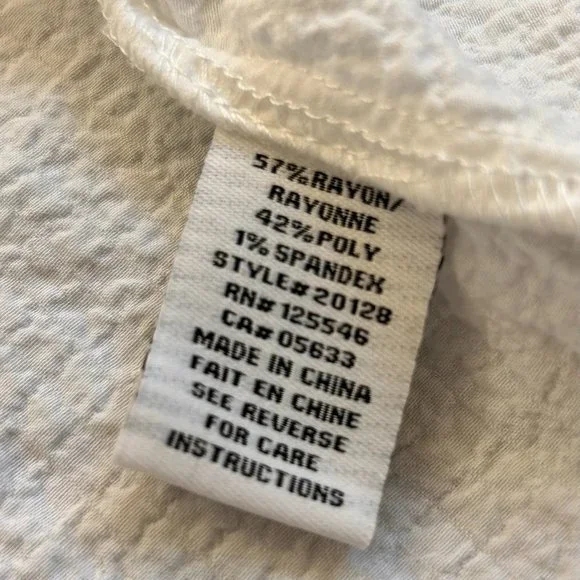 57%RAYON/
RAYONNE
42%POLY
1%SPANDEX
STYLE#20128
RN#125546
CA#05633
MADE IN CHINA
FAIT EN CHINE
SEE REVERSE
FOR CARE
INSTRUCTIONS